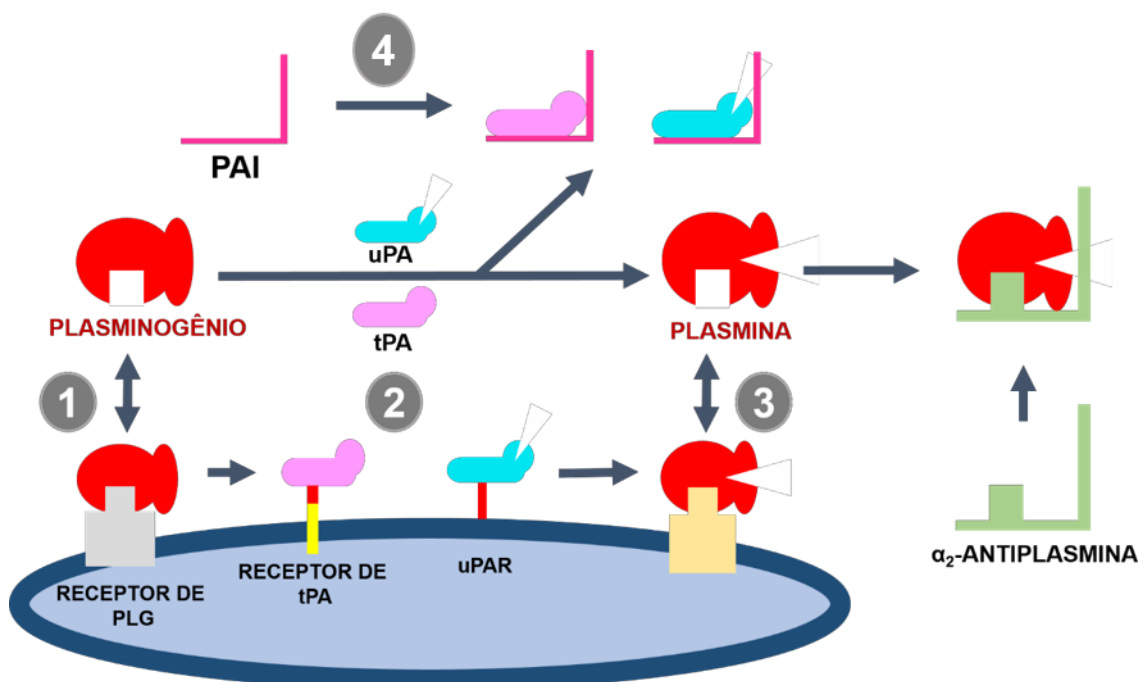 4
PAI
uPA
tPA
PLASMINOGÊNIO
PLASMINA
1
2
3
RECEPTOR DE
PLG
RECEPTOR DE
tPA
uPAR
α₂-ANTIPLASMINA